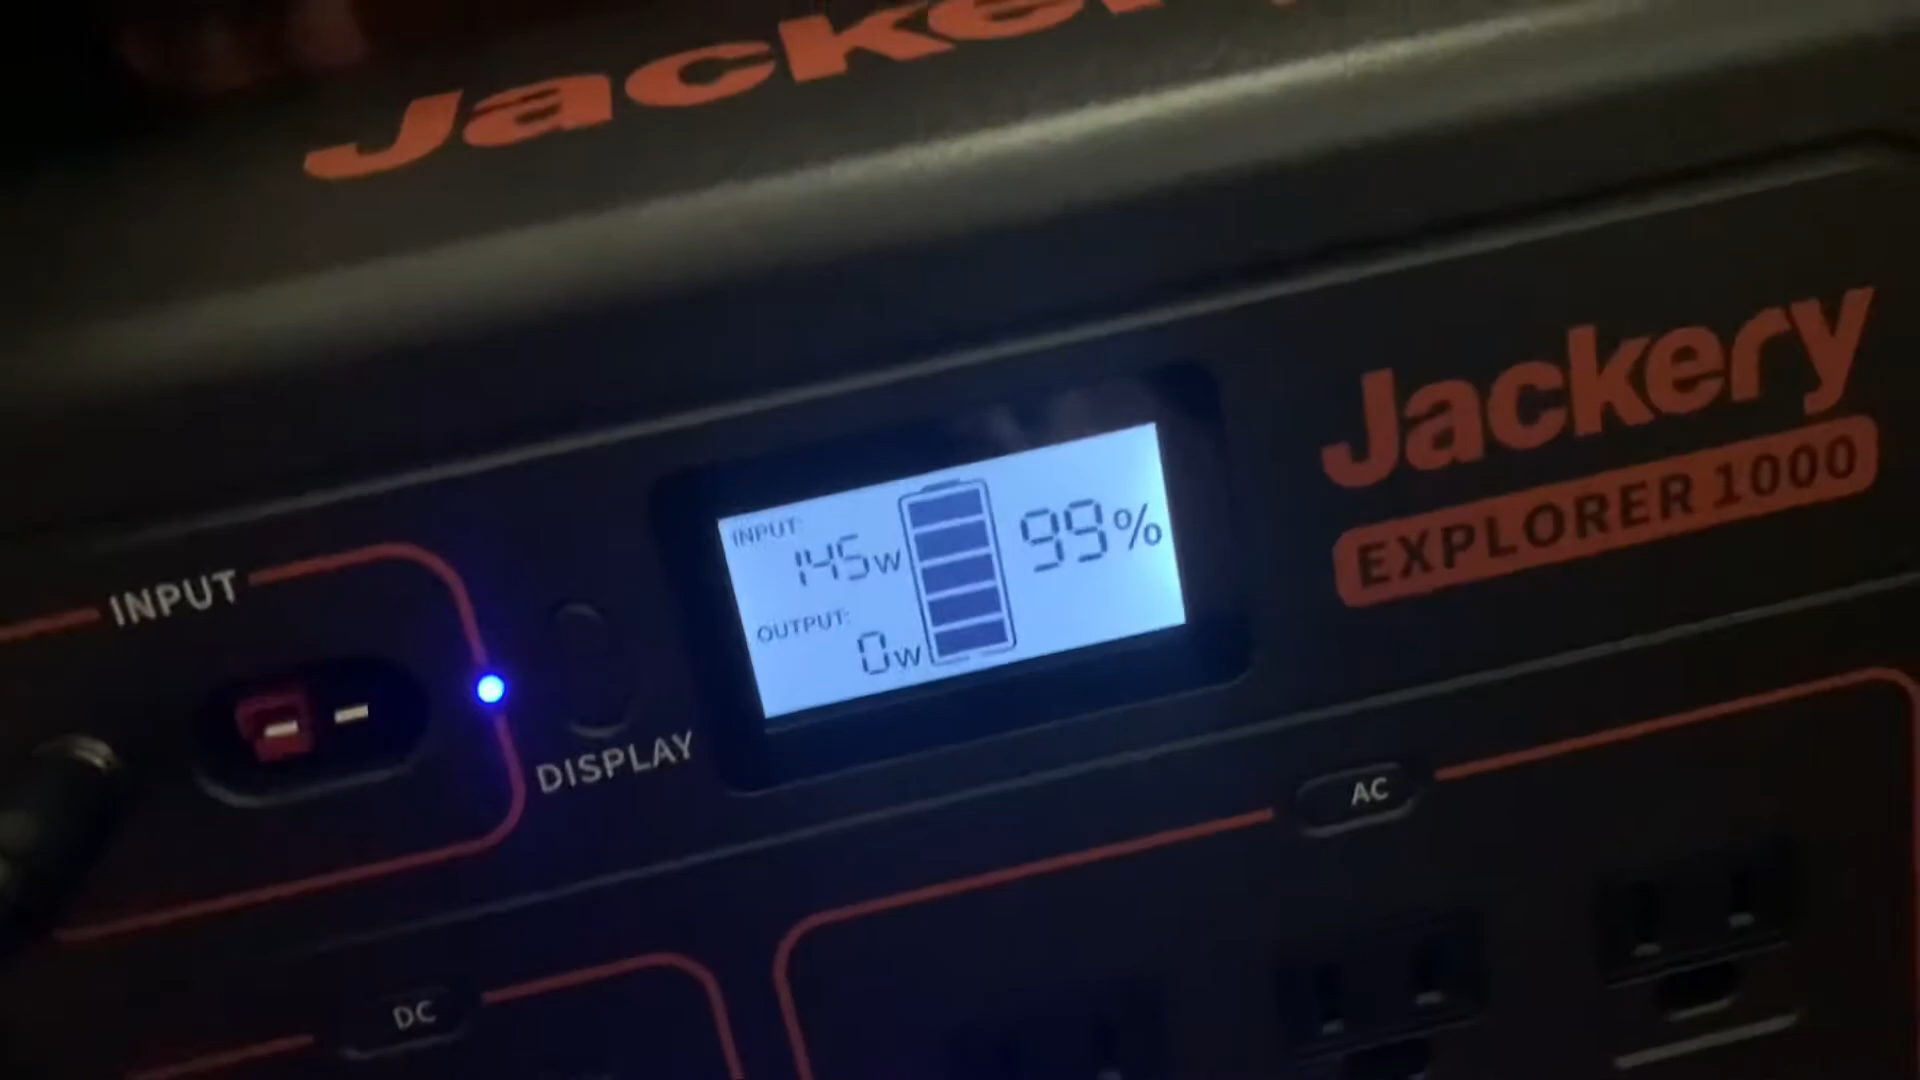 Jackery
Jackery
EXPLORER 1000
INPUT:
145W
99%
OUTPUT:
0W
INPUT
DISPLAY
AC
DC